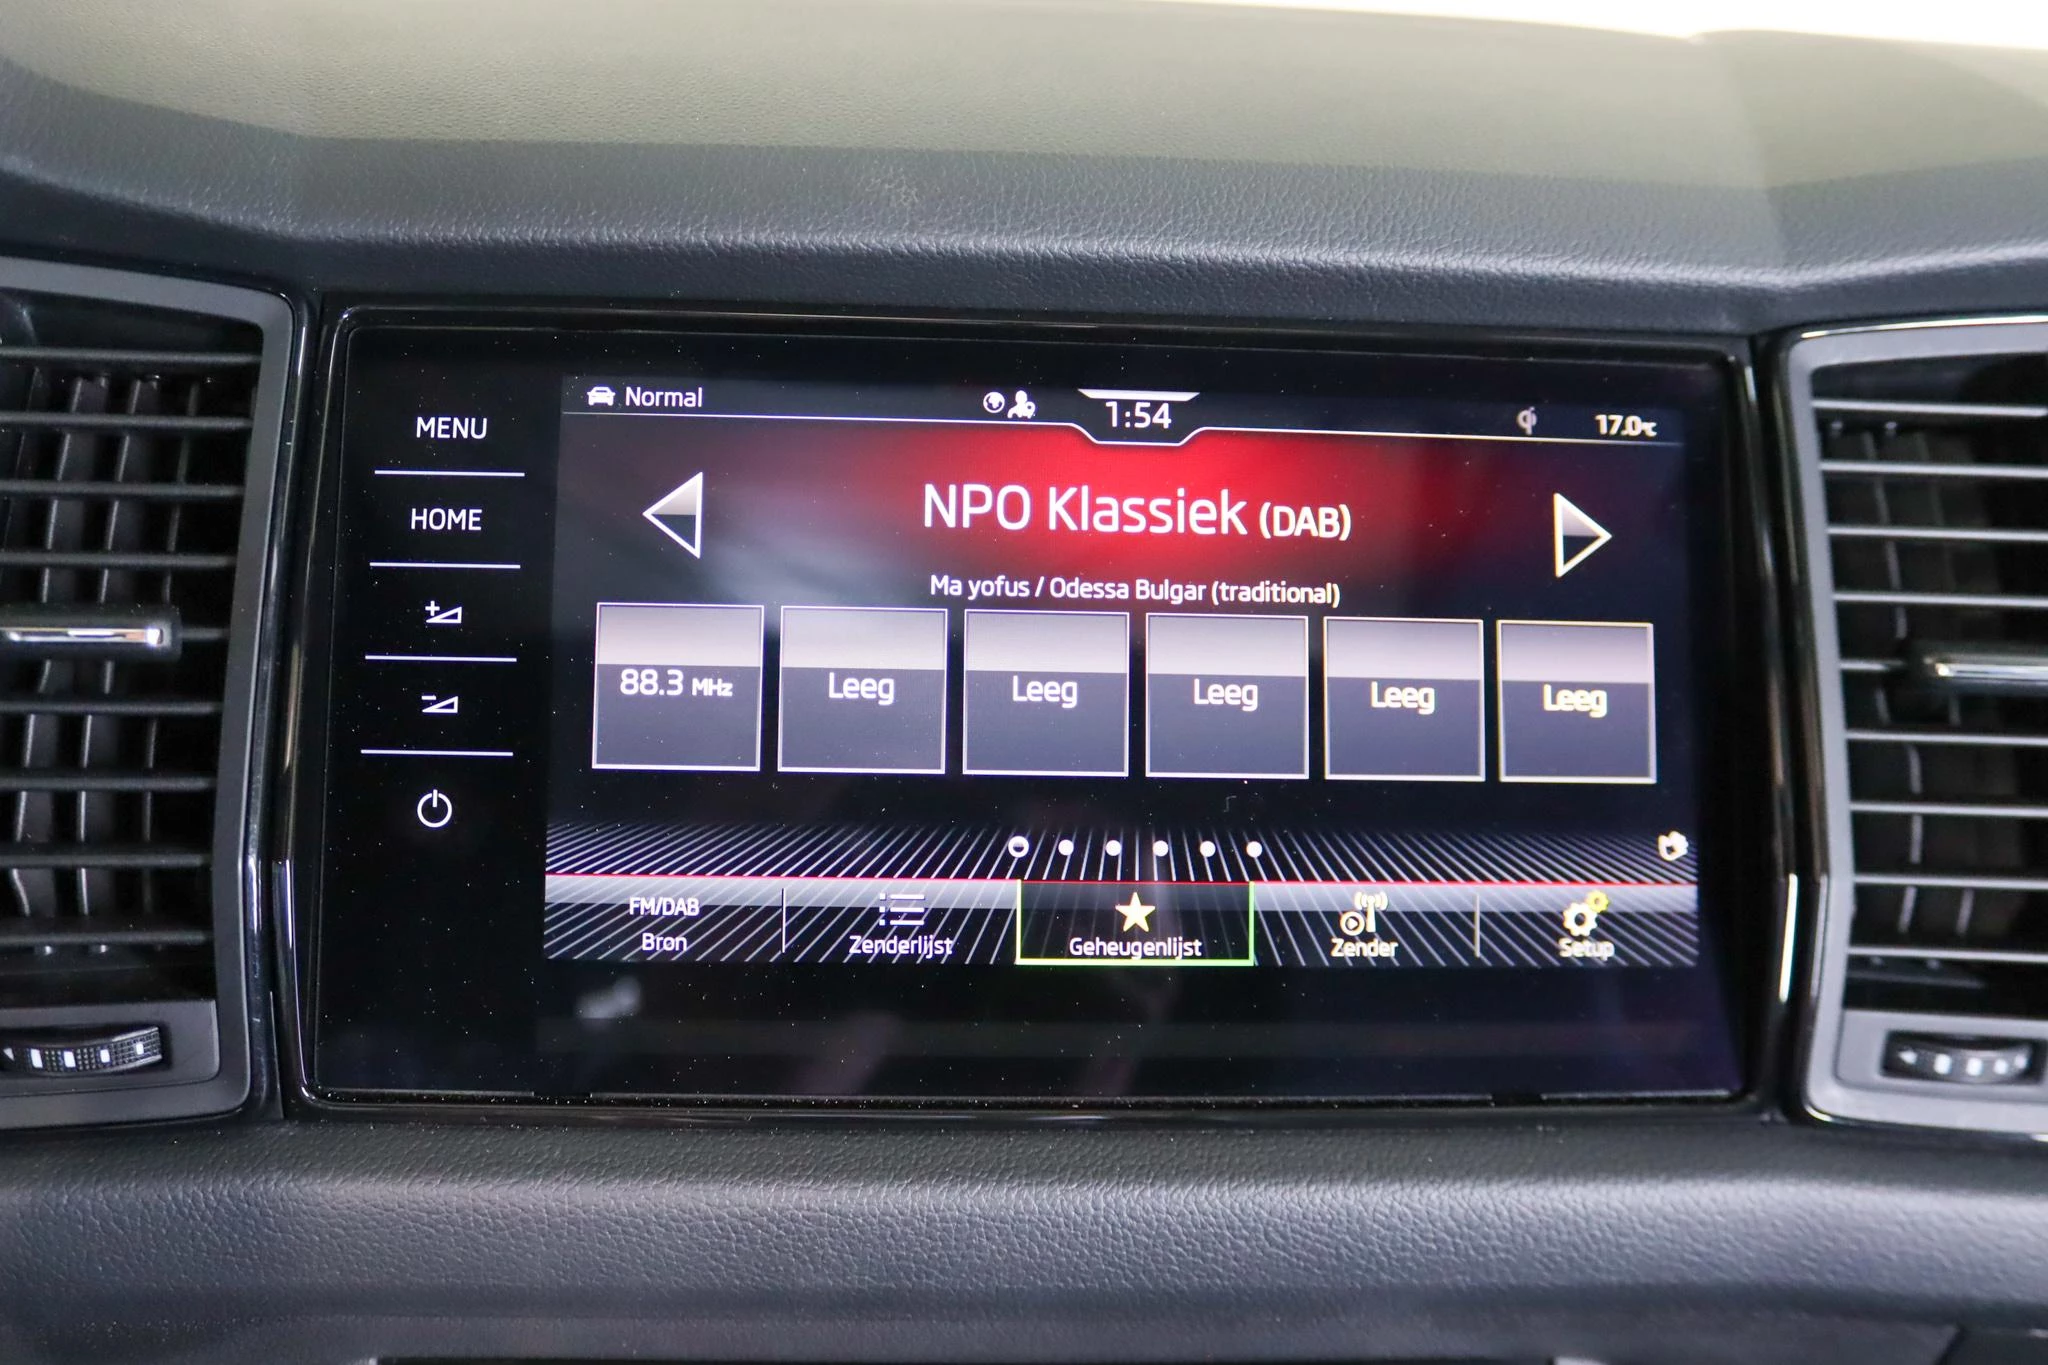 Normal
1:54
17.0°C
MENU
HOME
NPO Klassiek (DAB)
Ma yofus / Odessa Bulgar (traditional)
88.3 MHz
Leeg
Leeg
Leeg
Leeg
Leeg
FM/DAB
Bron
Zenderlijst
Geheugenlijst
Zender
Setup